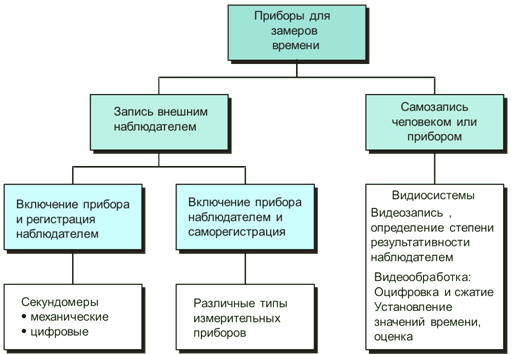 Приборы для
замеров
времени
Запись внешним
наблюдателем
Самозапись
человеком или
прибором
Включение прибора
и регистрация
наблюдателем
Включение прибора
наблюдателем и
саморегистрация
Видиосистемы
Видеозапись ,
определение степени
результативности
наблюдателем
Видеообработка:
Оцифровка и сжатие
Установление
значений времени,
оценка
Секундомеры
• механические
• цифровые
Различные типы
измерительных
приборов